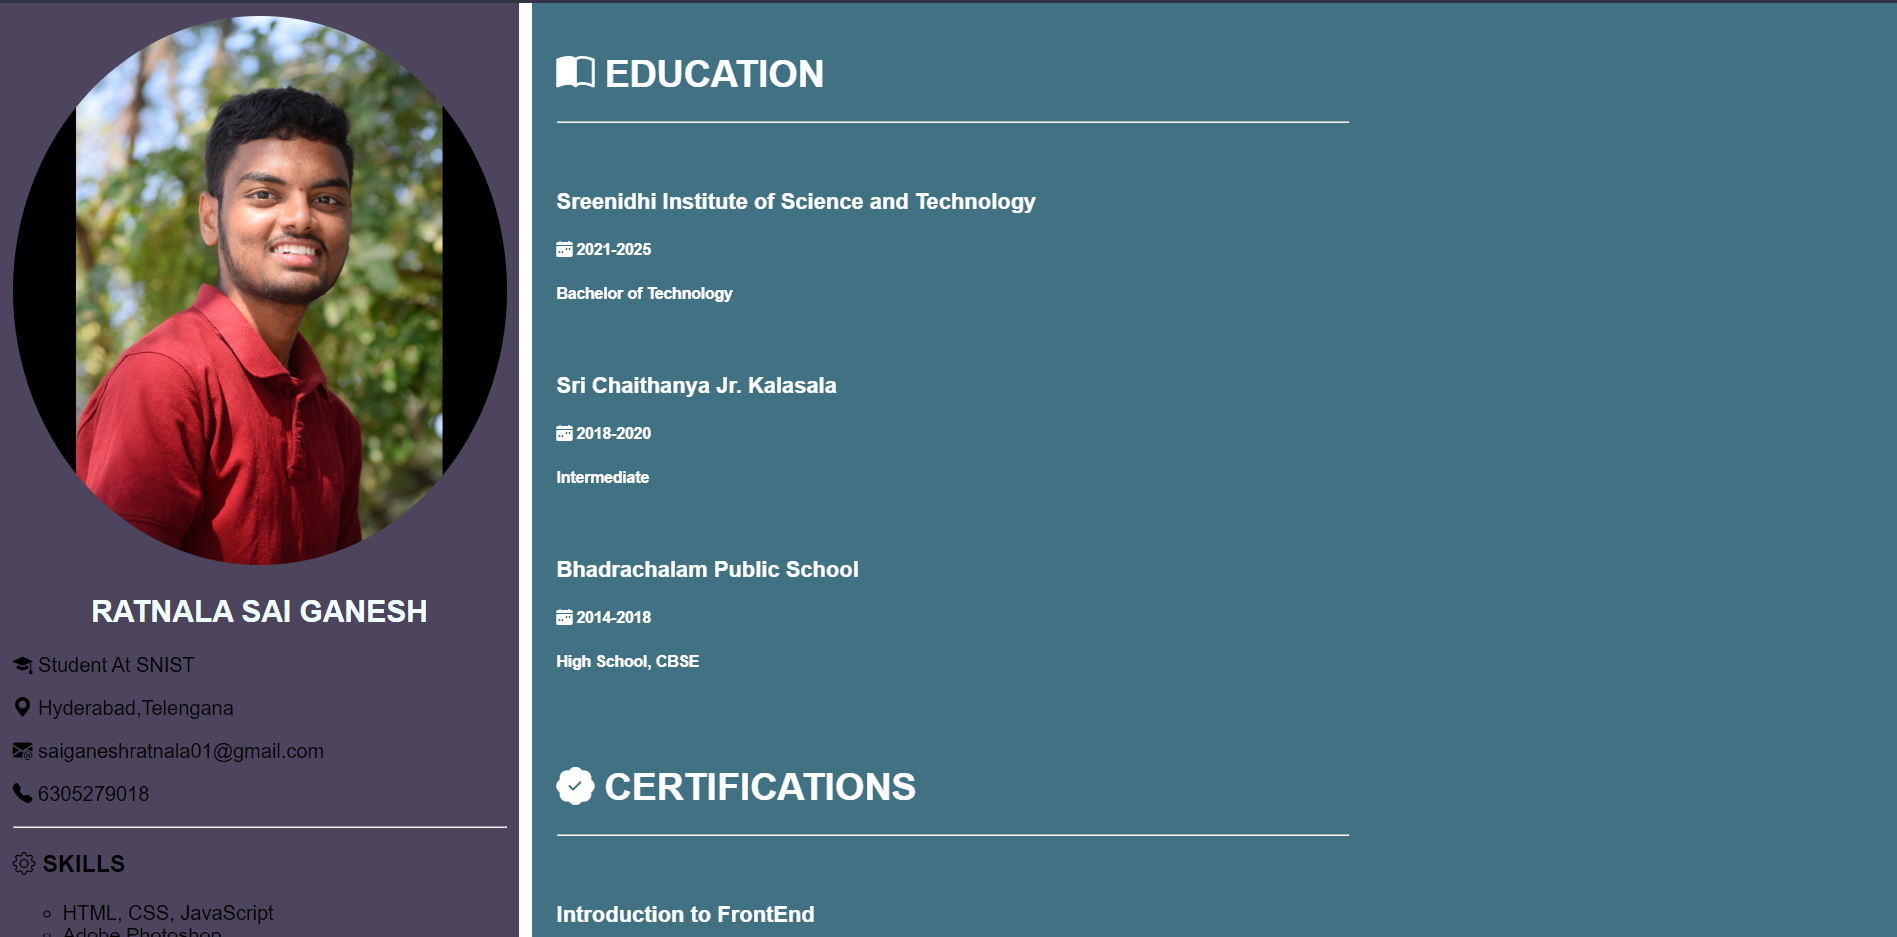 RATNALA SAI GANESH
Student At SNIST
Hyderabad,Telengana
saiganeshratnala01@gmail.com
6305279018
SKILLS
HTML, CSS, JavaScript
Adobe Photoshop
EDUCATION
Sreenidhi Institute of Science and Technology
2021-2025
Bachelor of Technology
Sri Chaithanya Jr. Kalasala
2018-2020
Intermediate
Bhadrachalam Public School
2014-2018
High School, CBSE
CERTIFICATIONS
Introduction to FrontEnd